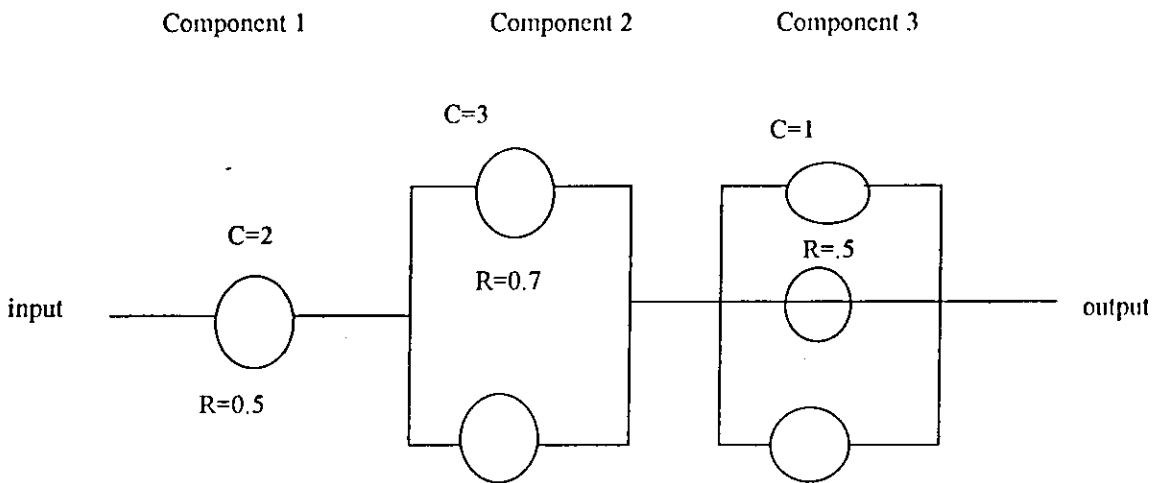 Component 1 Component 2 Component 3
C=3
C=1
C=2
R=.5
R=0.7
input
output
R=0.5